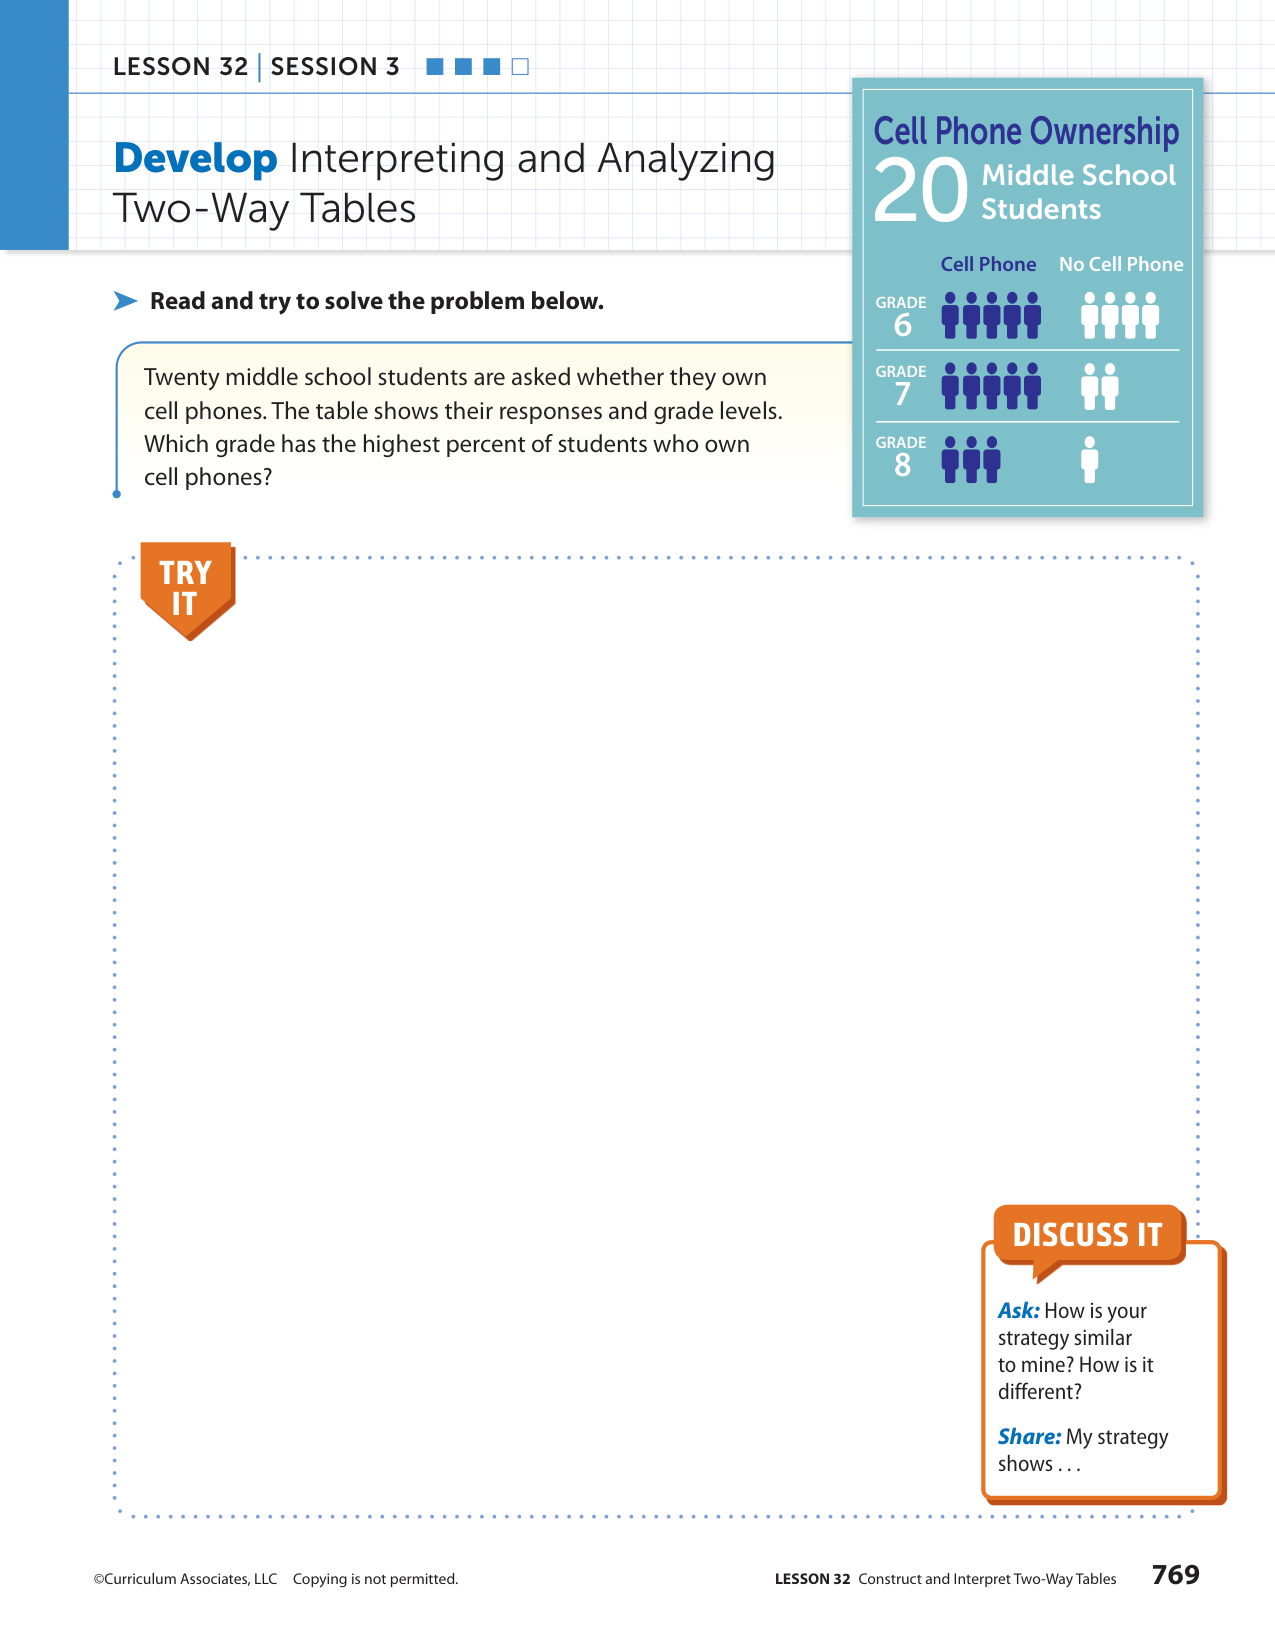 LESSON 32 | SESSION 3
Develop Interpreting and Analyzing
Two-Way Tables
Cell Phone Ownership
20 Middle School
Students
Cell Phone No Cell Phone
GRADE
6
GRADE
7
GRADE
8
Read and try to solve the problem below.
Twenty middle school students are asked whether they own
cell phones. The table shows their responses and grade levels.
Which grade has the highest percent of students who own
cell phones?
TRY
IT
DISCUSS IT
Ask: How is your
strategy similar
to mine? How is it
different?
Share: My strategy
shows . . .
©Curriculum Associates, LLC Copying is not permitted.
LESSON 32 Construct and Interpret Two-Way Tables 769